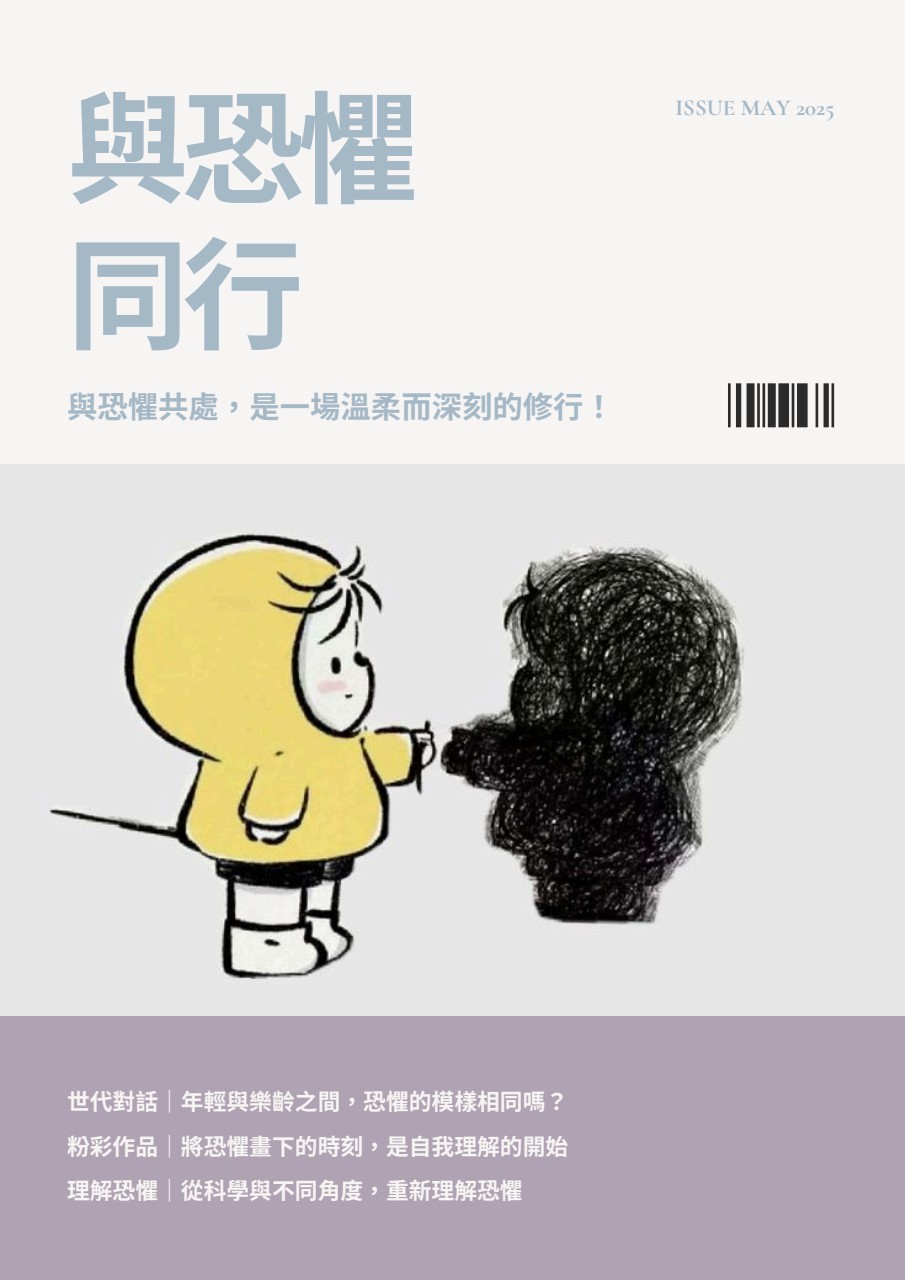 與恐懼
同行
ISSUE MAY 2025
與恐懼共處，是一場溫柔而深刻的修行！
世代對話｜年輕與樂齡之間，恐懼的模樣相同嗎？
粉彩作品｜將恐懼畫下的時刻，是自我理解的開始
理解恐懼｜從科學與不同角度，重新理解恐懼